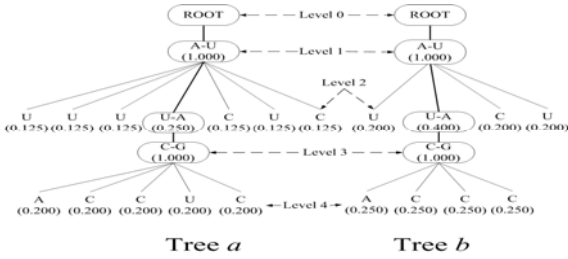 ROOT Level 0 ROOT
A-U (1.000) Level 1 A-U (1.000)
Level 2
U U U U-A C U C U U-A C U
(0.125) (0.125) (0.125) (0.250) (0.125) (0.125) (0.125) (0.200) (0.400) (0.200) (0.200)
C-G (1.000) Level 3 C-G (1.000)
A C C U C Level 4 A C C C
(0.200) (0.200) (0.200) (0.200) (0.200) (0.250) (0.250) (0.250) (0.250)
Tree a Tree b